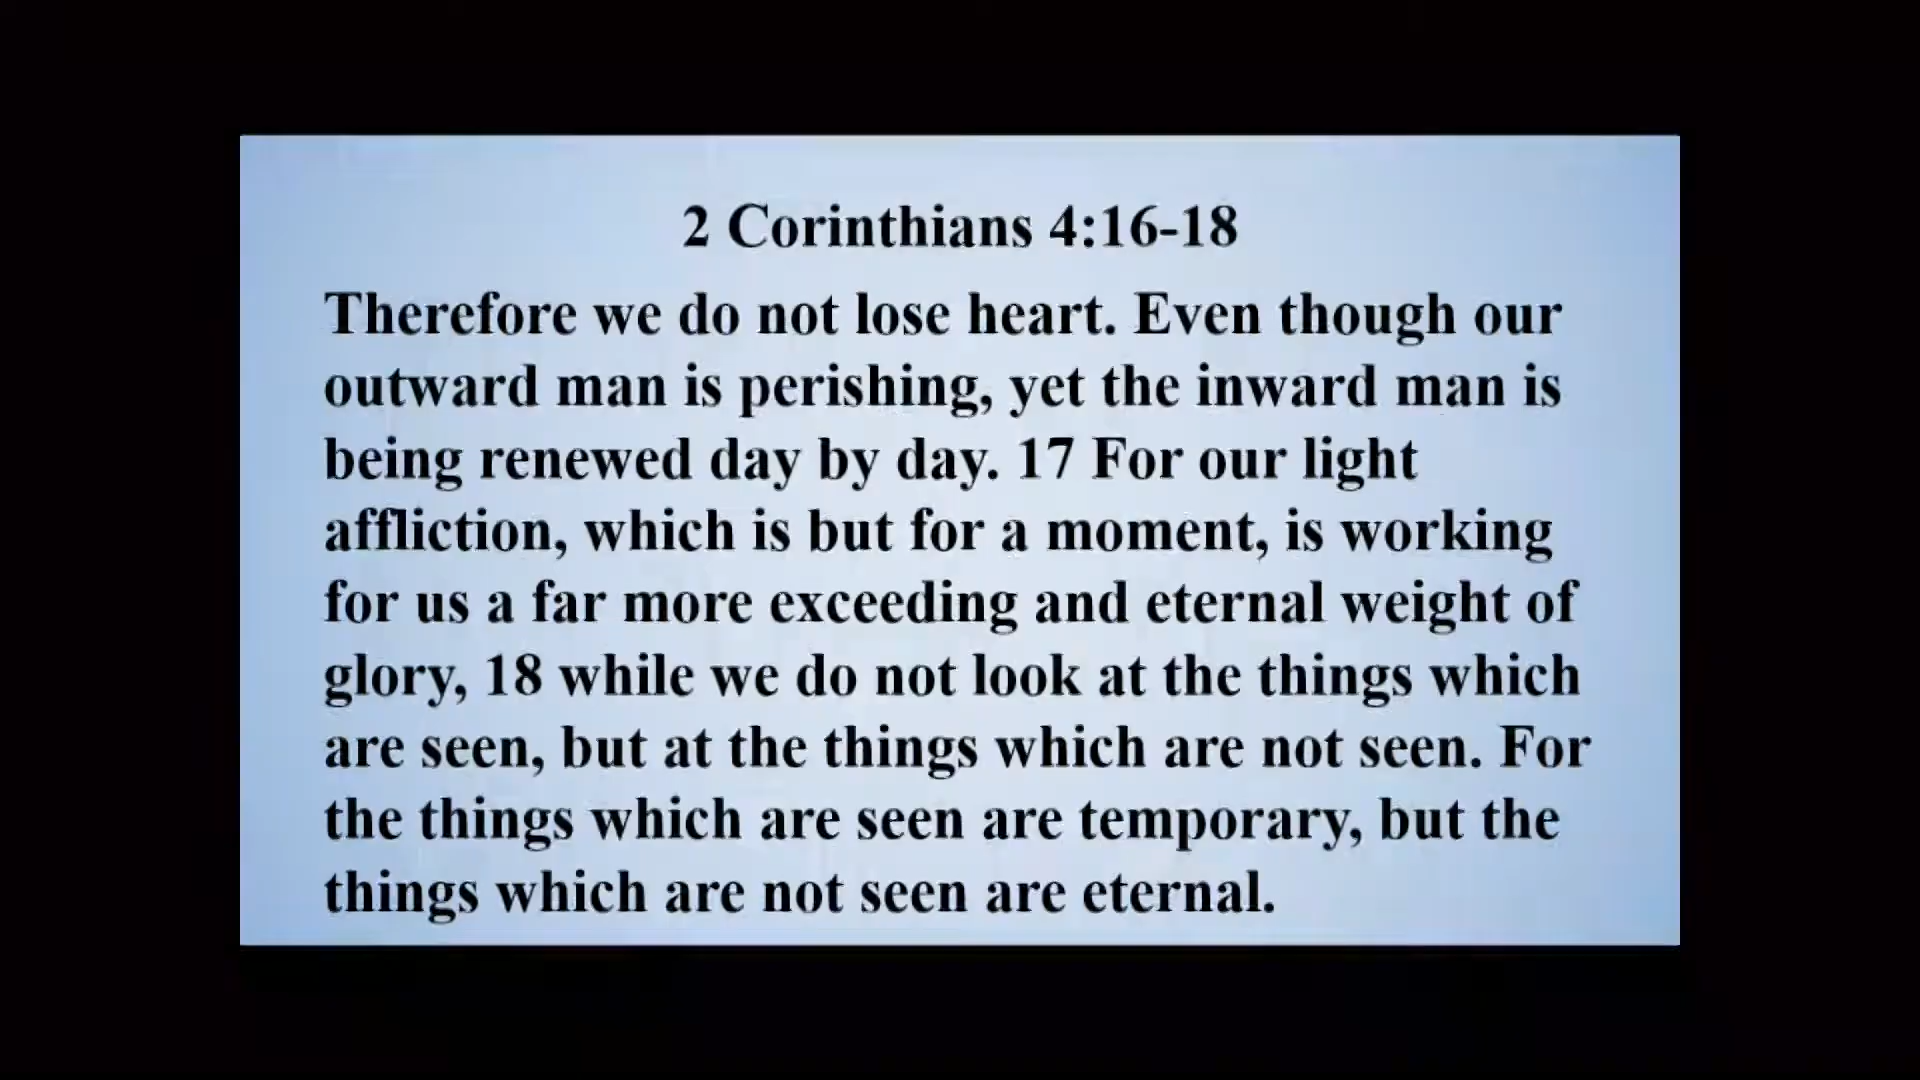 2 Corinthians 4:16-18
Therefore we do not lose heart. Even though our
outward man is perishing, yet the inward man is
being renewed day by day. 17 For our light
affliction, which is but for a moment, is working
for us a far more exceeding and eternal weight of
glory, 18 while we do not look at the things which
are seen, but at the things which are not seen. For
the things which are seen are temporary, but the
things which are not seen are eternal.